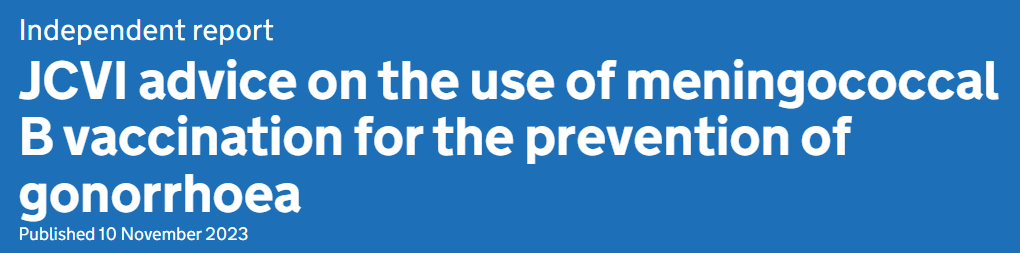 Independent report
JCVI advice on the use of meningococcal
B vaccination for the prevention of
gonorrhoea
Published 10 November 2023